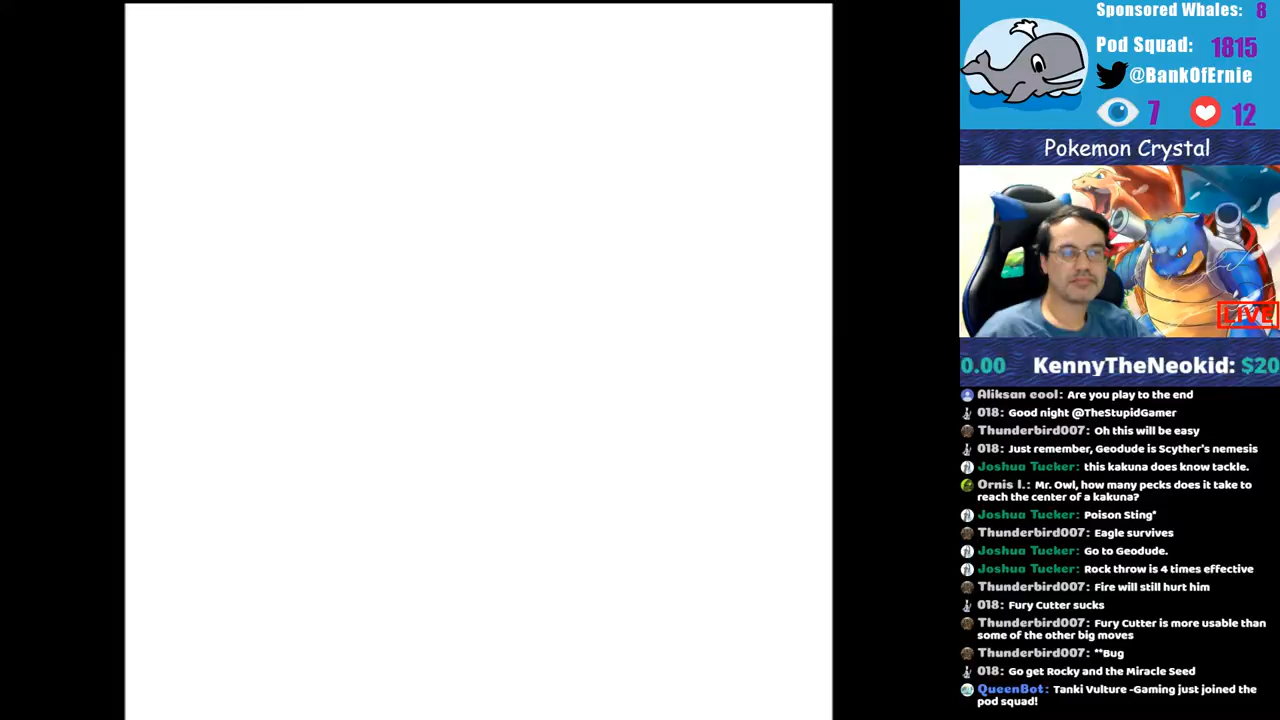 Sponsored Whales: 8
Pod Squad: 1815
@BankOfErnie
7 12
Pokemon Crystal
LIVE
0.00 KennyTheNeokid: $20
Aliksan cool: Are you play to the end
018: Good night @TheStupidGamer
Thunderbird007: Oh this will be easy
018: Just remember, Geodude is Scyther's nemesis
Joshua Tucker: this kakuna does know tackle.
Ornis I.: Mr. Owl, how many pecks does it take to
reach the center of a kakuna?
Joshua Tucker: Poison Sting*
Thunderbird007: Eagle survives
Joshua Tucker: Go to Geodude.
Joshua Tucker: Rock throw is 4 times effective
Thunderbird007: Fire will still hurt him
018: Fury Cutter sucks
Thunderbird007: Fury Cutter is more usable than
some of the other big moves
Thunderbird007: **Bug
018: Go get Rocky and the Miracle Seed
QueenBot: Tanki Vulture -Gaming just joined the
pod squad!